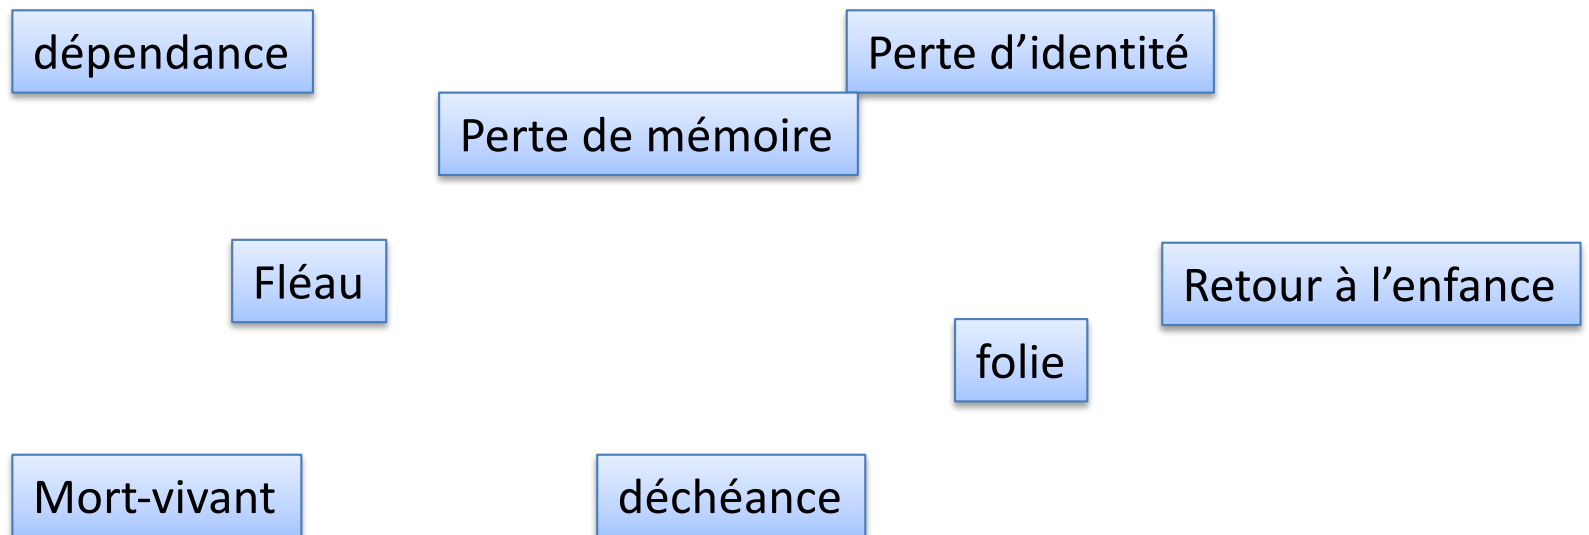 dépendance
Perte d’identité
Perte de mémoire
Fléau
Retour à l’enfance
folie
Mort-vivant
déchéance